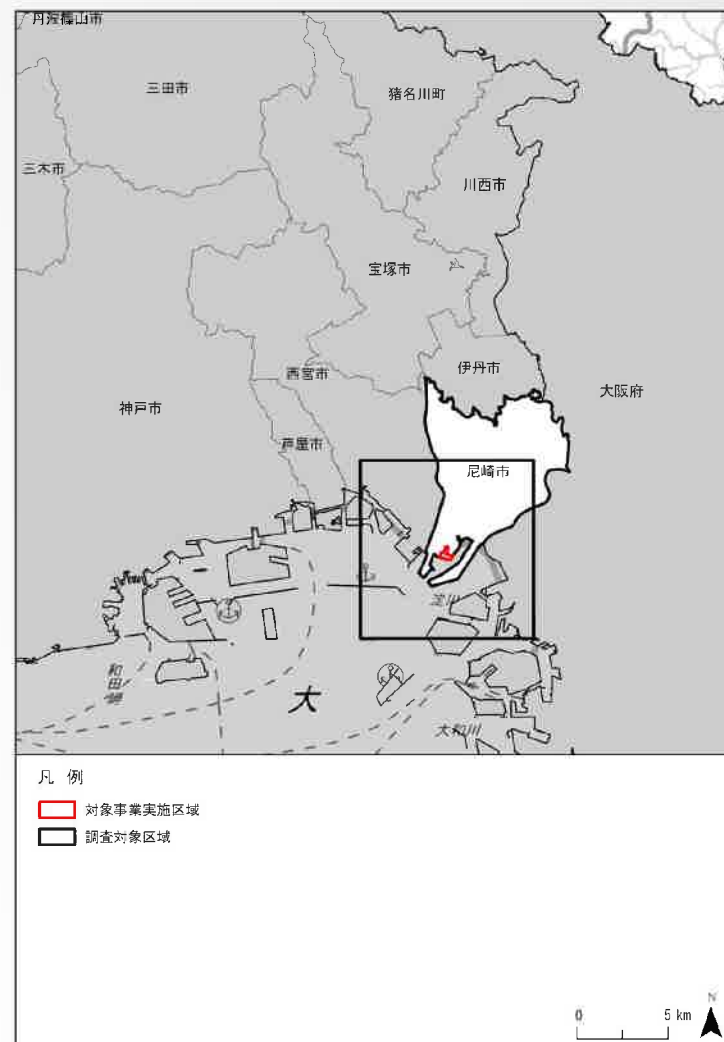 丹波篠山市
三田市
猪名川町
三木市
川西市
宝塚市
伊丹市
西宮市
大阪府
神戸市
芦屋市
尼崎市
淀川
和田岬
大
大和川
凡 例
対象事業実施区域
調査対象区域
N
0 5 km